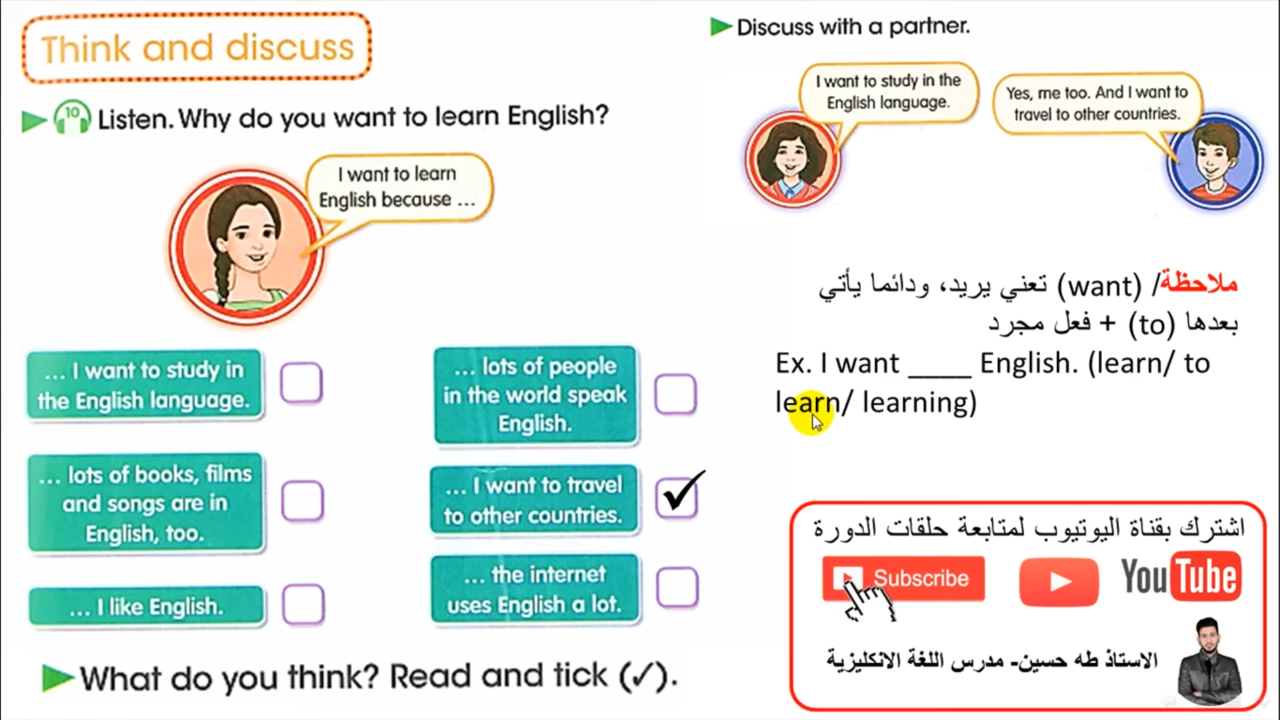 Think and discuss
10
Listen. Why do you want to learn English?
I want to learn
English because ...
... I want to study in
the English language.
... lots of books, films
and songs are in
English, too.
... I like English.
... lots of people
in the world speak
English.
... I want to travel
to other countries.
... the internet
uses English a lot.
What do you think? Read and tick (✓).
Discuss with a partner.
I want to study in the
English language.
Yes, me too. And I want to
travel to other countries.
ملاحظة/ (want) تعني يريد، ودائما يأتي
بعدها (to) + فعل مجرد
Ex. I want _____ English. (learn/ to
learn/ learning)
اشترك بقناة اليوتيوب لمتابعة حلقات الدورة
Subscribe
YouTube
الاستاذ طه حسين- مدرس اللغة الانكليزية